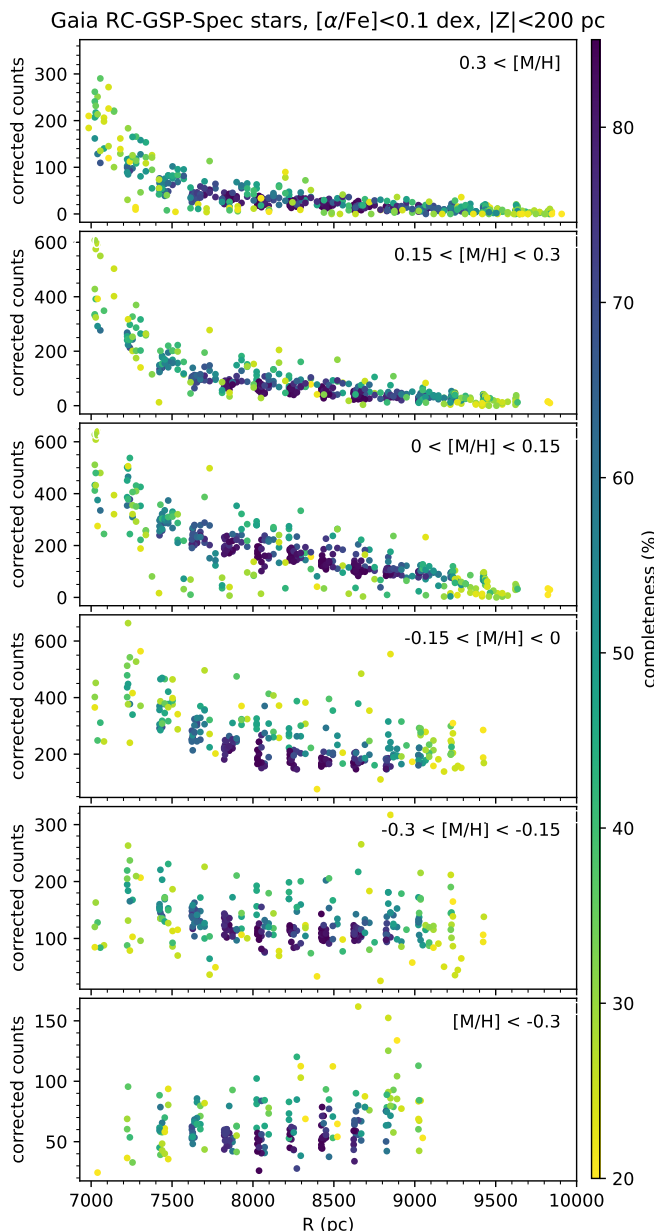 Gaia RC-GSP-Spec stars, [α/Fe]<0.1 dex, |Z|<200 pc
0.3 < [M/H]
corrected counts
300
200
100
0
0.15 < [M/H] < 0.3
corrected counts
600
400
200
0
0 < [M/H] < 0.15
corrected counts
600
400
200
0
-0.15 < [M/H] < 0
corrected counts
600
400
200
-0.3 < [M/H] < -0.15
corrected counts
300
200
100
[M/H] < -0.3
corrected counts
150
100
50
7000 7500 8000 8500 9000 9500 10000
R (pc)
80
70
60
50
40
30
20
completeness (%)